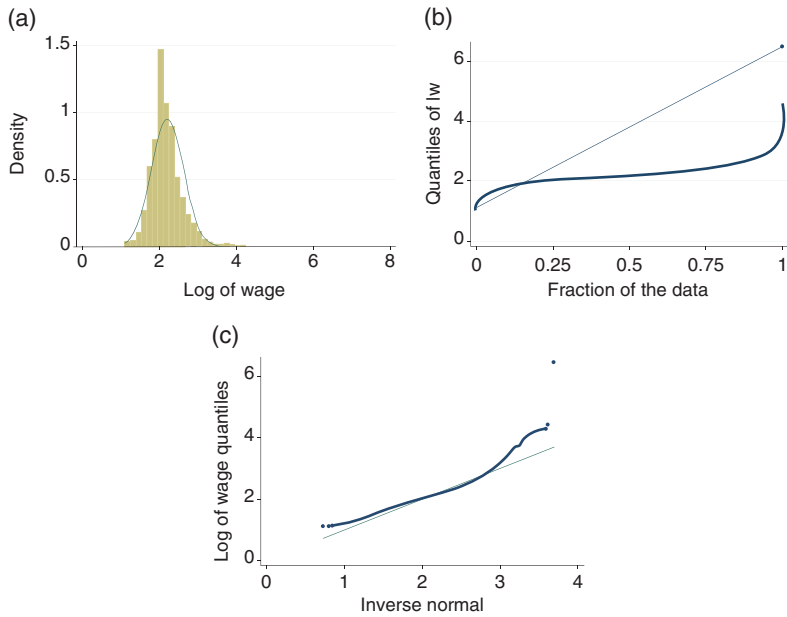 (a)
1.5
1
0.5
0
Density
0 2 4 6 8
Log of wage
(b)
6
4
2
0
Quantiles of lw
0 0.25 0.5 0.75 1
Fraction of the data
(c)
6
4
2
0
Log of wage quantiles
0 1 2 3 4
Inverse normal